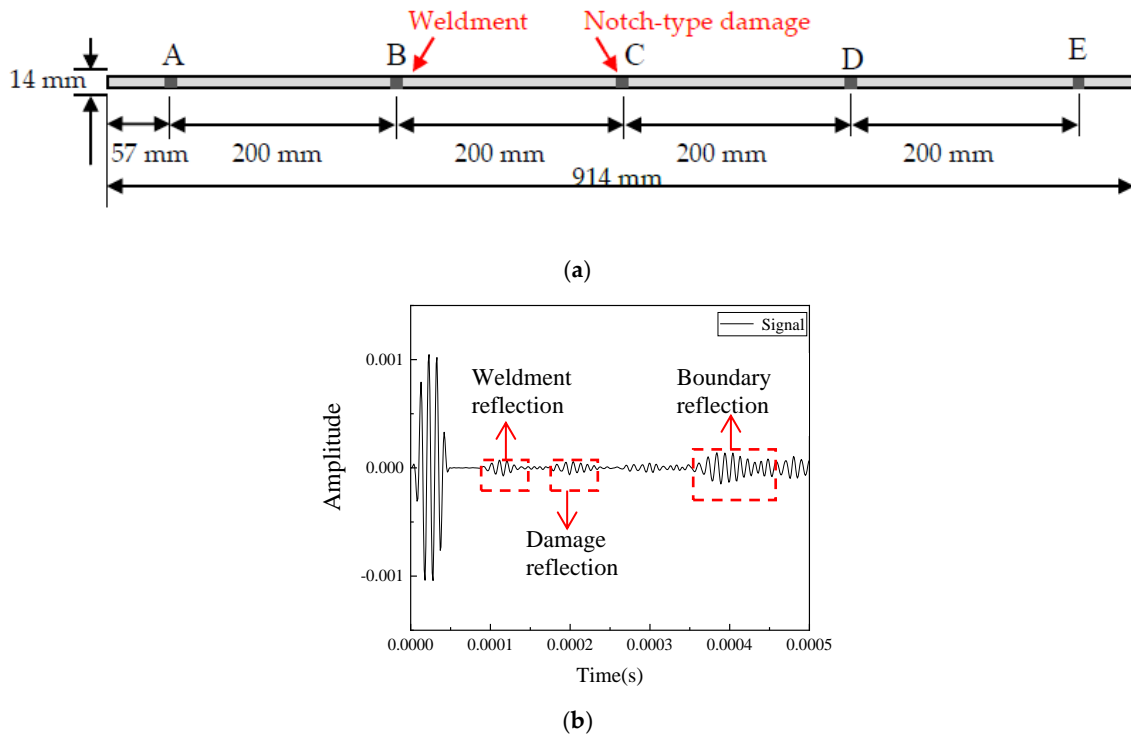 Weldment
Notch-type damage
A
B
C
D
E
14 mm
57 mm
200 mm
200 mm
200 mm
200 mm
914 mm
(a)
Signal
0.001
0.000
-0.001
Amplitude
Weldment
reflection
Boundary
reflection
Damage
reflection
0.0000
0.0001
0.0002
0.0003
0.0004
0.0005
Time(s)
(b)